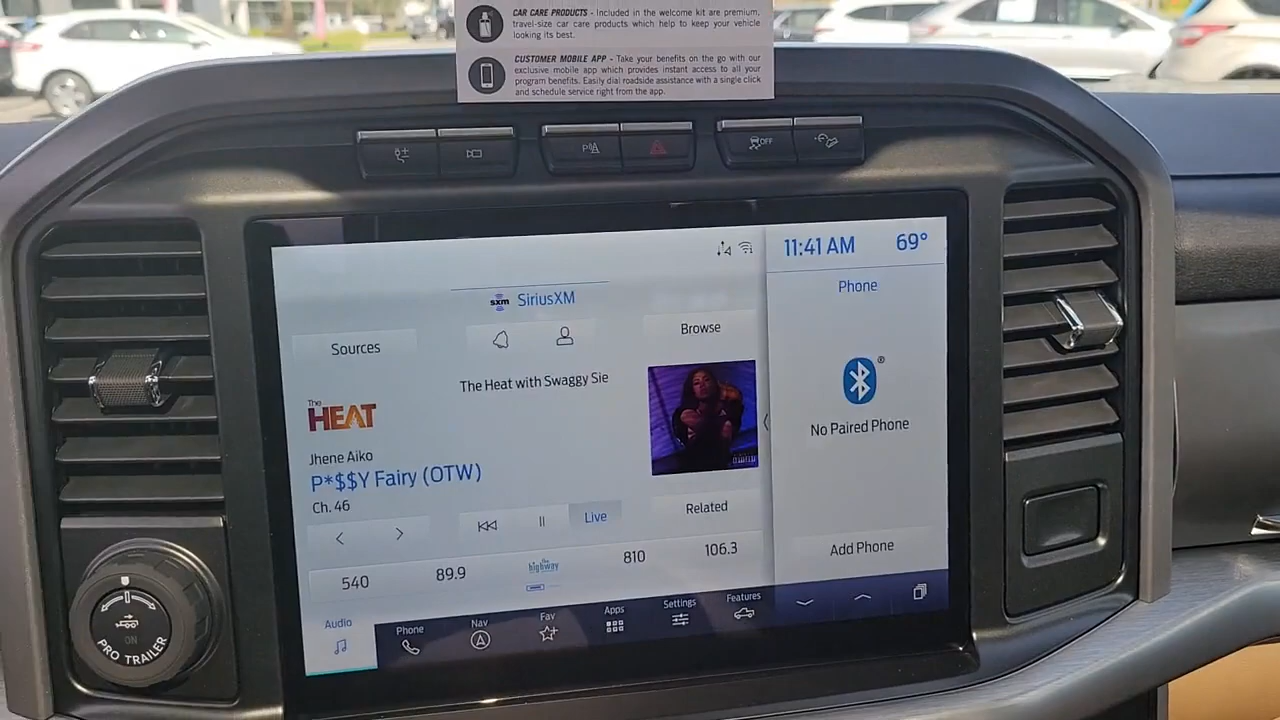 CAR CARE PRODUCTS - Included in the welcome kit are premium,
travel-size car care products which help to keep your vehicle
looking its best.
CUSTOMER MOBILE APP - Take your benefits on the go with our
exclusive mobile app which provides instant access to all your
program benefits. Easily dial roadside assistance with a single click
and schedule service right from the app.
OFF
11:41 AM 69°
sxm SiriusXM
Phone
Sources
Browse
The Heat with Swaggy Sie
The HEAT
No Paired Phone
Jhene Aiko
P*$$Y Fairy (OTW)
Ch. 46
Live
Related
Add Phone
540 89.9 the highway 810 106.3
Audio Phone Nav Fav Apps Settings Features
ON
PRO TRAILER